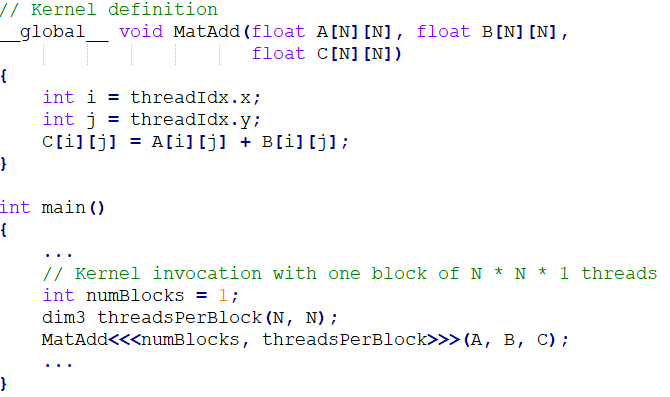 // Kernel definition
__global__ void MatAdd(float A[N][N], float B[N][N],
                       float C[N][N])
{
    int i = threadIdx.x;
    int j = threadIdx.y;
    C[i][j] = A[i][j] + B[i][j];
}

int main()
{
    ...
    // Kernel invocation with one block of N * N * 1 threads
    int numBlocks = 1;
    dim3 threadsPerBlock(N, N);
    MatAdd<<<numBlocks, threadsPerBlock>>>(A, B, C);
    ...
}